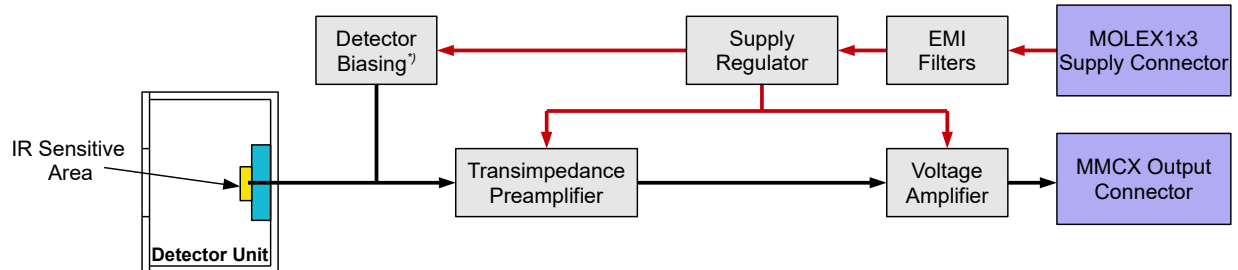 Detector
Biasing*)
Supply
Regulator
EMI
Filters
MOLEX1x3
Supply Connector
IR Sensitive
Area
Transimpedance
Preamplifier
Voltage
Amplifier
MMCX Output
Connector
Detector Unit